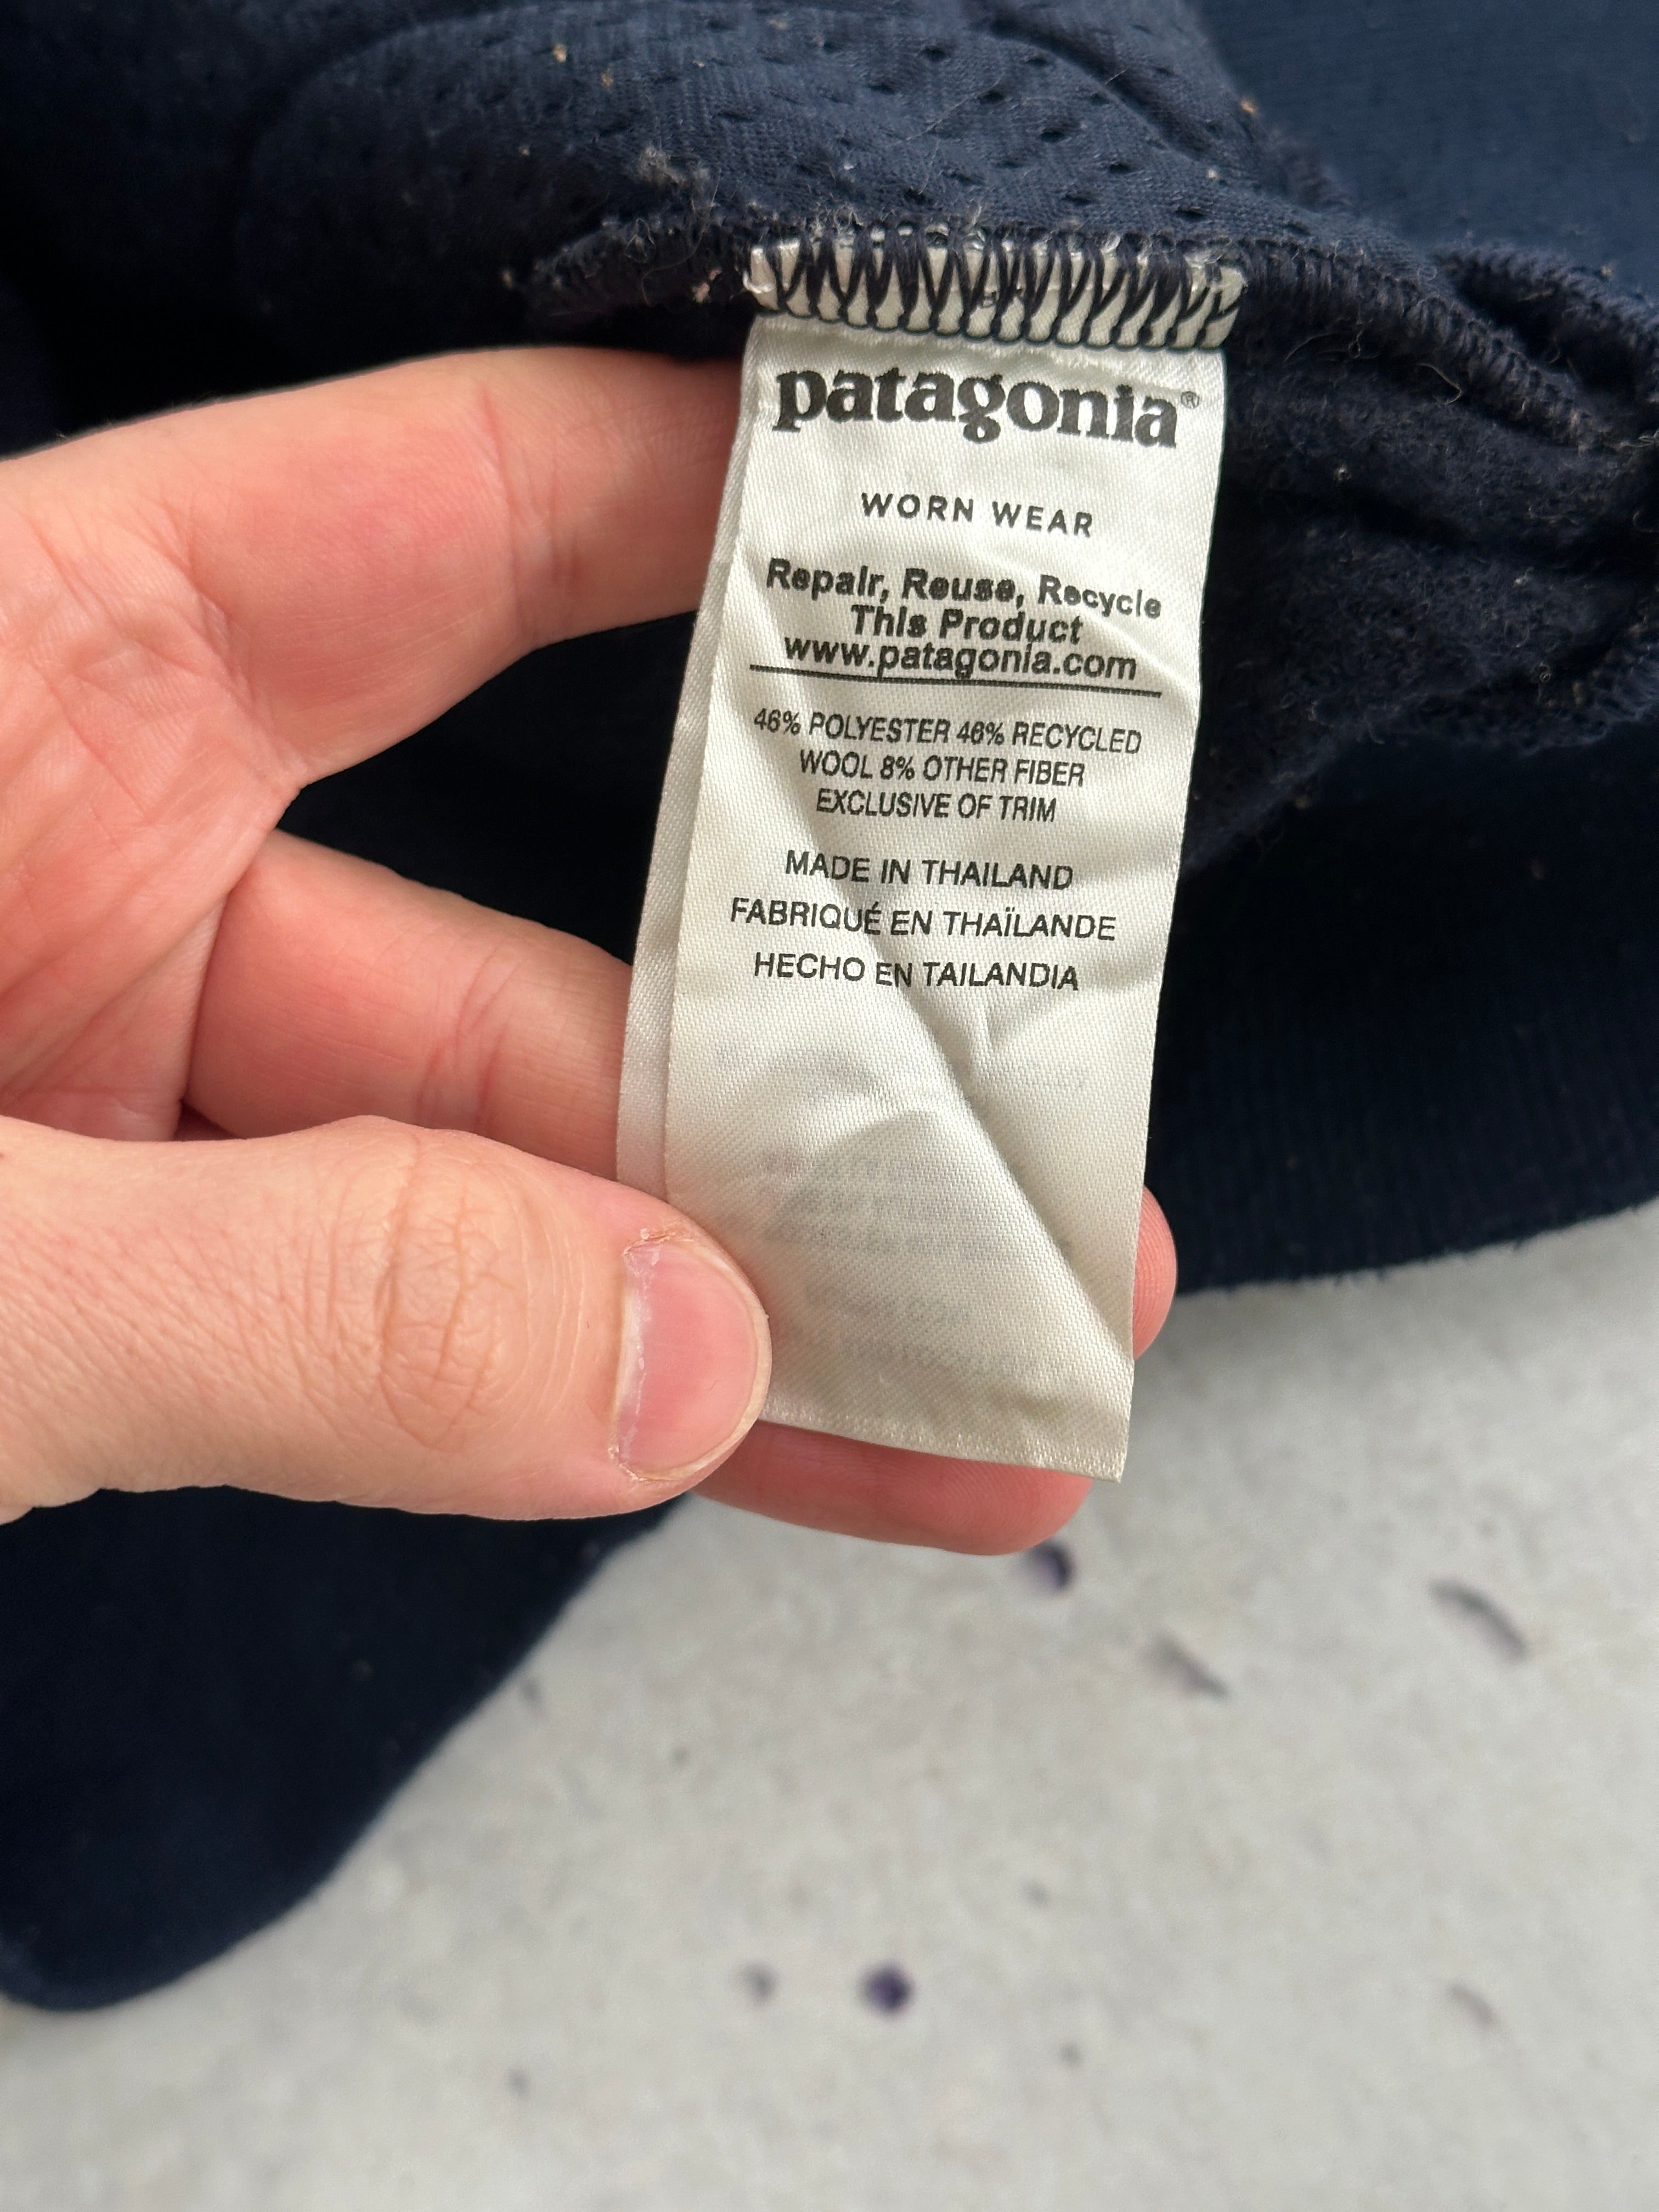 patagonia®
WORN WEAR
Repair, Reuse, Recycle
This Product
www.patagonia.com
46% POLYESTER 46% RECYCLED
WOOL 8% OTHER FIBER
EXCLUSIVE OF TRIM
MADE IN THAILAND
FABRIQUÉ EN THAÏLANDE
HECHO EN TAILANDIA